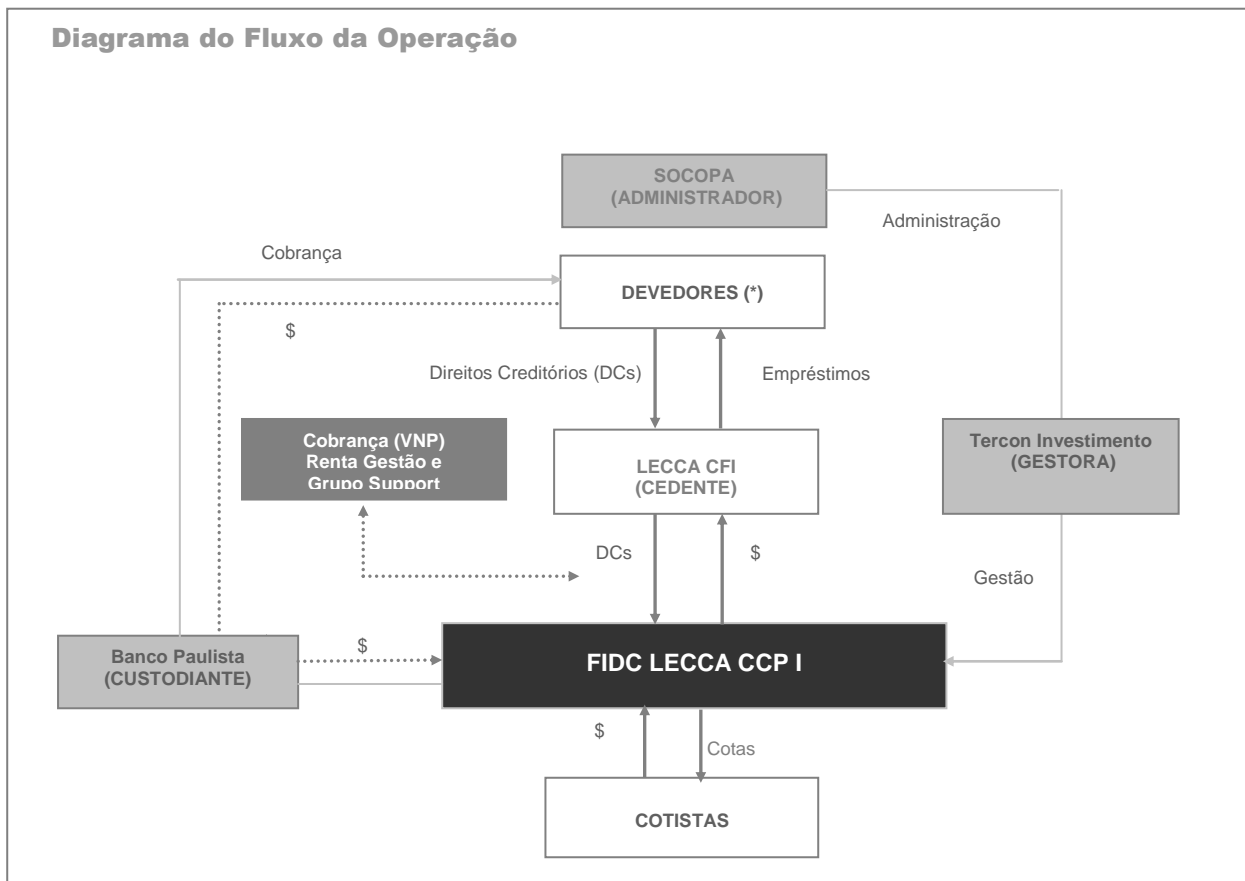 Diagrama do Fluxo da Operação
SOCOPA
(ADMINISTRADOR)
Administração
Cobrança
DEVEDORES (*)
$
Direitos Creditórios (DCs)
Empréstimos
Cobrança (VNP)
Renta Gestão e
Grupo Support
LECCA CFI
(CEDENTE)
Tercon Investimento
(GESTORA)
DCs
$
Gestão
Banco Paulista
(CUSTODIANTE)
$
FIDC LECCA CCP I
$
Cotas
COTISTAS